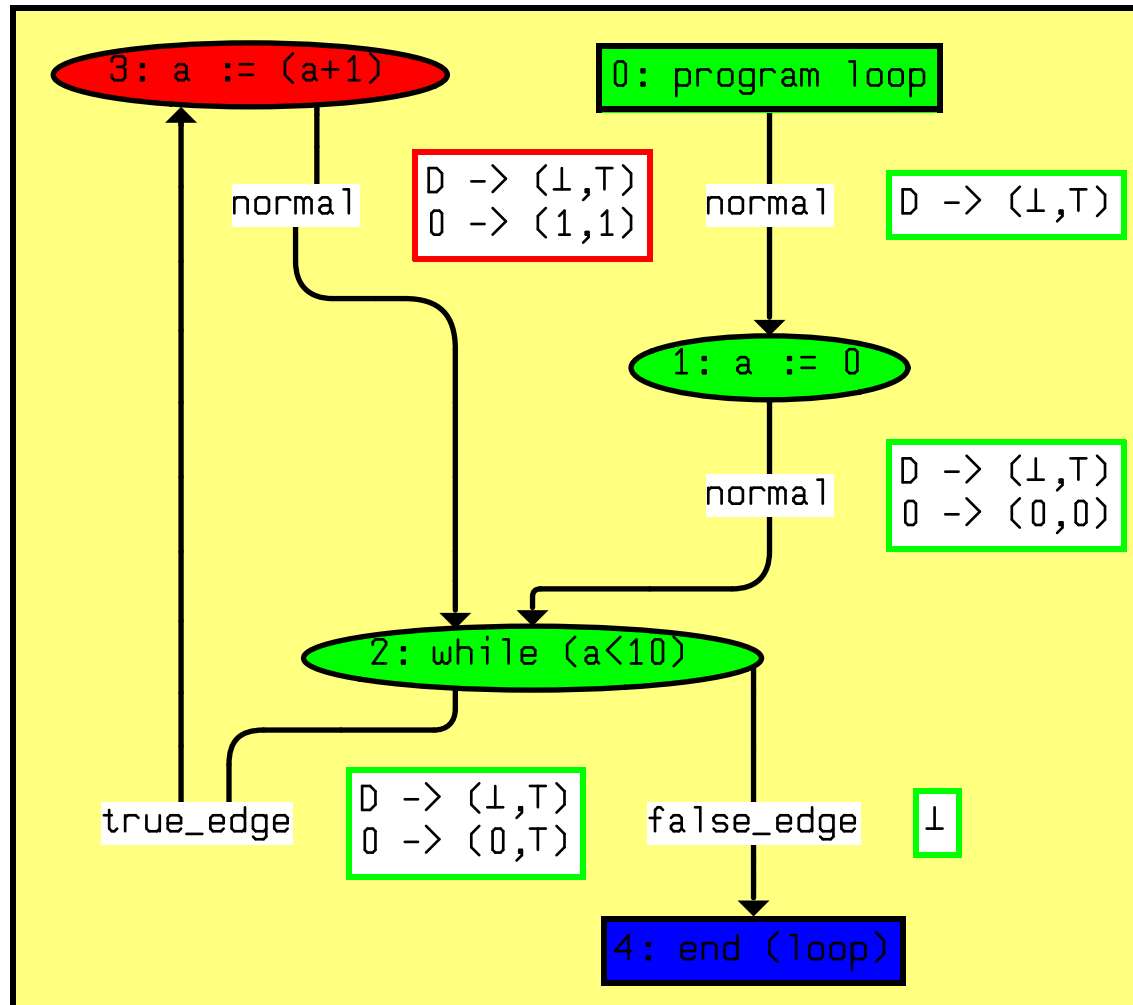 3: a := (a+1)
0: program loop
normal
D -> (⊥,T)
0 -> (1,1)
normal
D -> (⊥,T)
1: a := 0
normal
D -> (⊥,T)
0 -> (0,0)
2: while (a<10)
true_edge
D -> (⊥,T)
0 -> (0,T)
false_edge
⊥
4: end (loop)